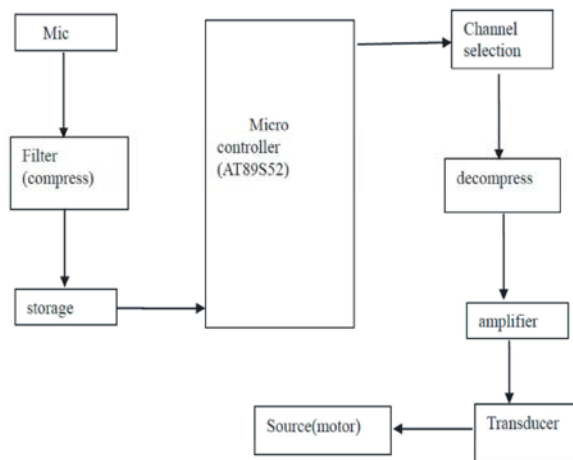 Mic
Filter
(compress)
storage
Micro
controller
(AT89S52)
Channel
selection
decompress
amplifier
Transducer
Source(motor)